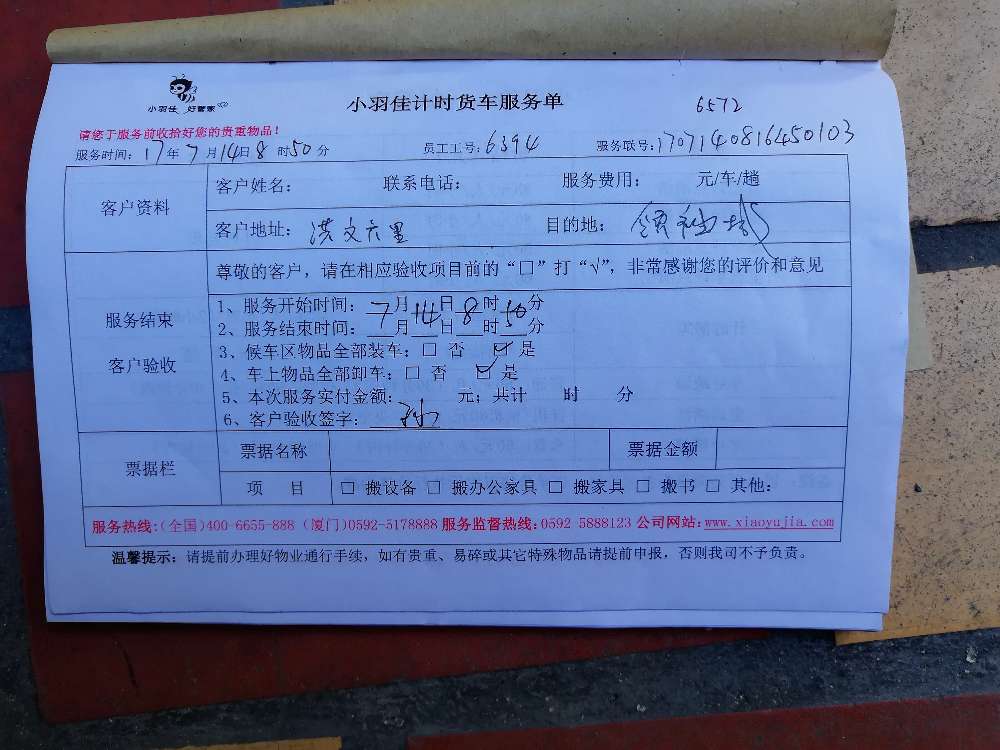 小羽佳 好管家
小羽佳计时货车服务单
6572
请您于服务前收拾好您的贵重物品！
服务时间：17年7月14日8时50分 员工工号：6394 服务联号：1707140816450103
客户资料
客户姓名： 联系电话： 服务费用： 元/车/趟
客户地址：洪文六里 目的地：
尊敬的客户，请在相应验收项目前的“□”打“√”，非常感谢您的评价和意见
服务结束
客户验收
1、服务开始时间：7月14日8时50分
2、服务结束时间：月 日 时 分
3、候车区物品全部装车：□ 否 ☑ 是
4、车上物品全部卸车：□ 否 ☑ 是
5、本次服务实付金额： 元；共计 时 分
6、客户验收签字：
票据栏
票据名称 票据金额
项 目 □ 搬设备 □ 搬办公家具 □ 搬家具 □ 搬书 □ 其他：
服务热线:(全国)400-6655-888 (厦门)0592-5178888 服务监督热线:0592 5888123 公司网站:www.xiaoyujia.com
温馨提示：请提前办理好物业通行手续，如有贵重、易碎或其它特殊物品请提前申报，否则我司不予负责。